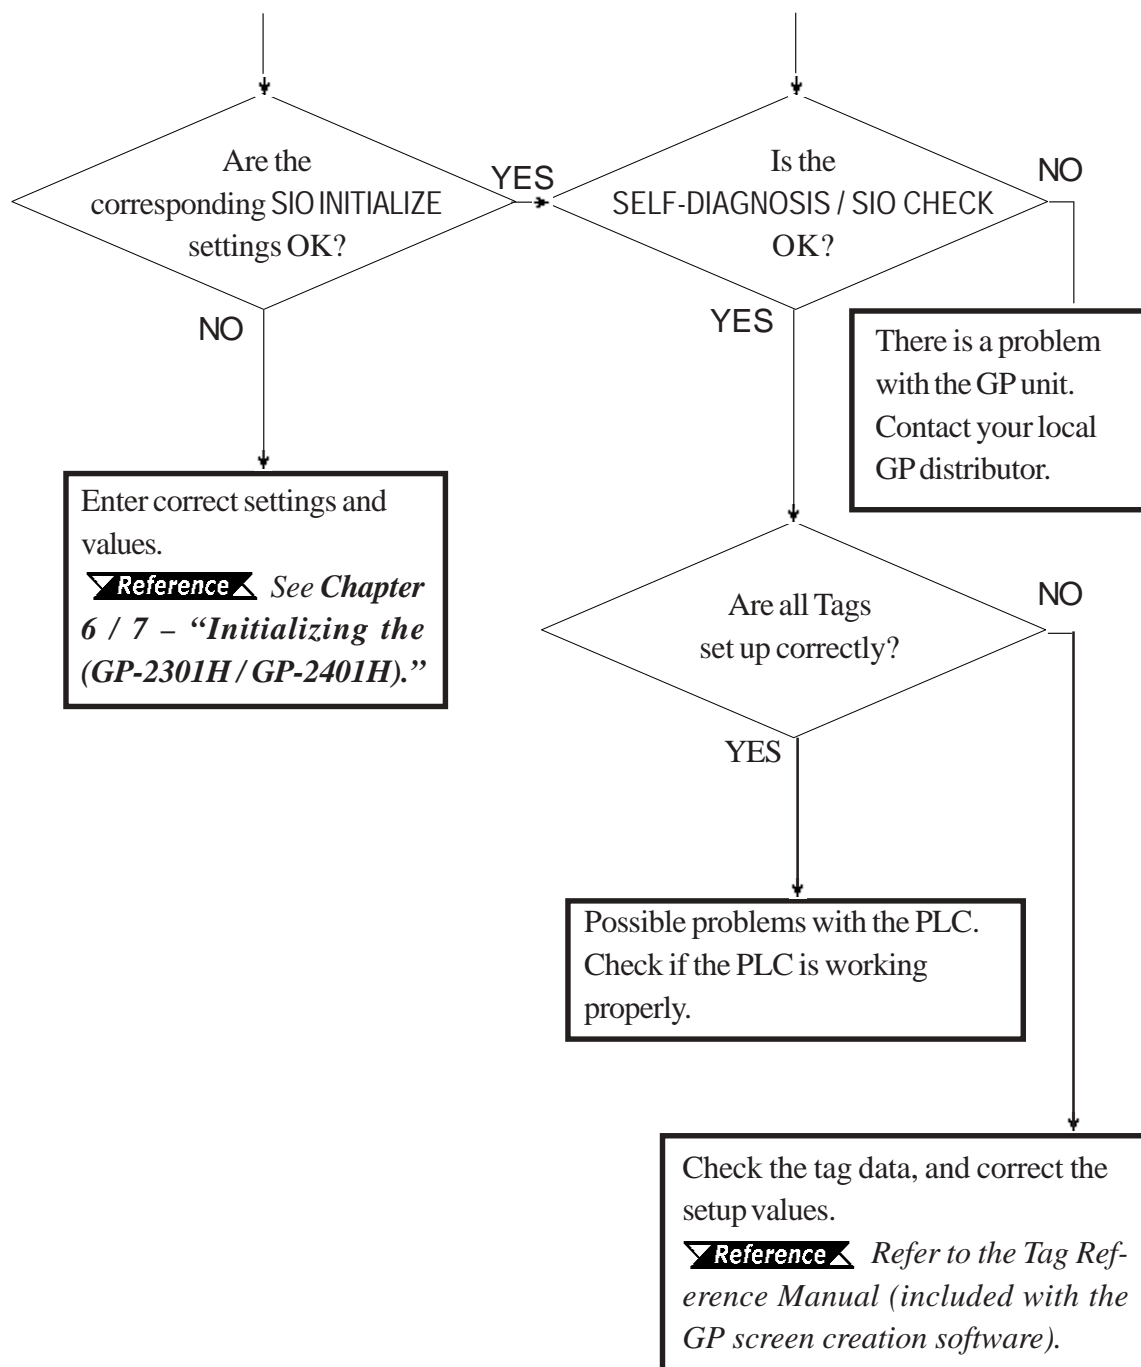 Are the
corresponding SIO INITIALIZE
settings OK?
YES
NO
Is the
SELF-DIAGNOSIS / SIO CHECK
OK?
NO
YES
There is a problem
with the GP unit.
Contact your local
GP distributor.
Enter correct settings and
values.
Reference See Chapter
6 / 7 – “Initializing the
(GP-2301H / GP-2401H).”
Are all Tags
set up correctly?
NO
YES
Possible problems with the PLC.
Check if the PLC is working
properly.
Check the tag data, and correct the
setup values.
Reference Refer to the Tag Ref-
erence Manual (included with the
GP screen creation software).